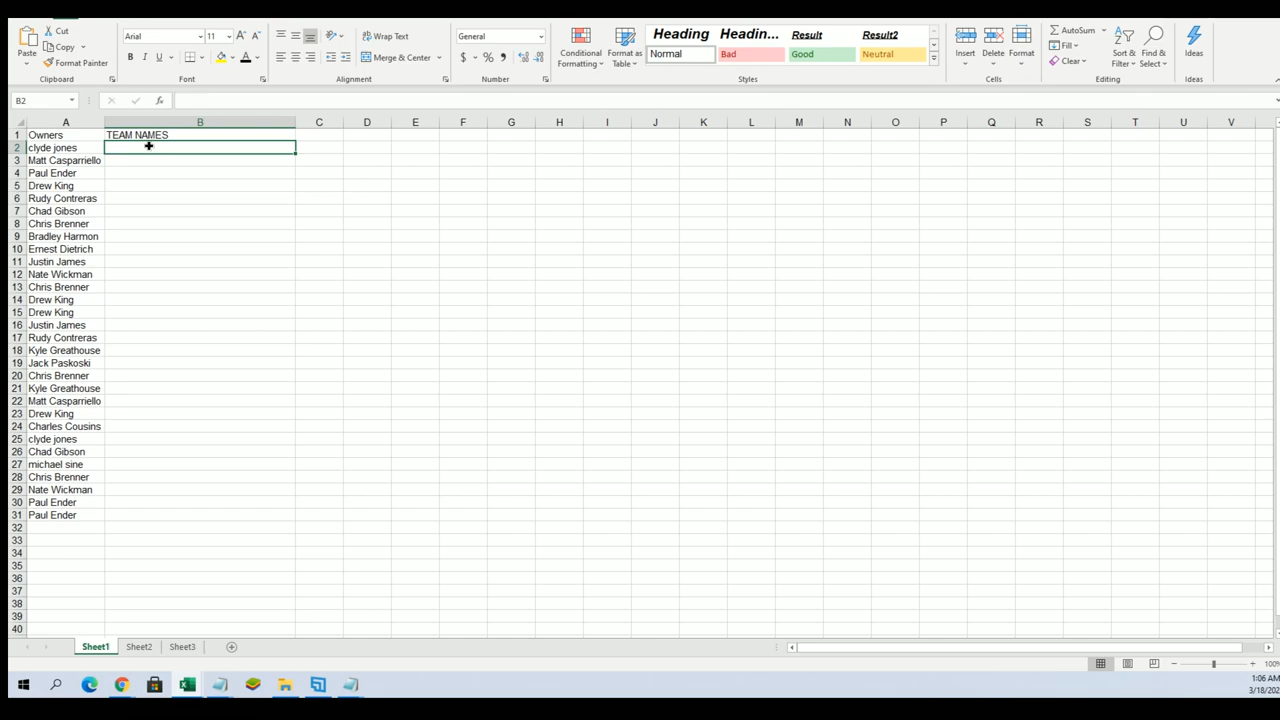 Cut
Copy
Format Painter
Paste
Clipboard
Arial 11 A A
B I U A
Font
Wrap Text
Merge & Center
Alignment
General
$ % ,
Number
Conditional Formatting
Format as Table
Heading Headin... Result Result2
Normal Bad Good Neutral
Styles
Insert Delete Format
Cells
AutoSum
Fill
Clear
Sort & Filter
Find & Select
Editing
Ideas
Ideas
B2 fx
A B C D E F G H I J K L M N O P Q R S T U V
1 Owners TEAM NAMES
2 clyde jones
3 Matt Casparriello
4 Paul Ender
5 Drew King
6 Rudy Contreras
7 Chad Gibson
8 Chris Brenner
9 Bradley Harmon
10 Ernest Dietrich
11 Justin James
12 Nate Wickman
13 Chris Brenner
14 Drew King
15 Drew King
16 Justin James
17 Rudy Contreras
18 Kyle Greathouse
19 Jack Paskoski
20 Chris Brenner
21 Kyle Greathouse
22 Matt Casparriello
23 Drew King
24 Charles Cousins
25 clyde jones
26 Chad Gibson
27 michael sine
28 Chris Brenner
29 Nate Wickman
30 Paul Ender
31 Paul Ender
32
33
34
35
36
37
38
39
40
Sheet1 Sheet2 Sheet3
100%
1:06 AM
3/18/202